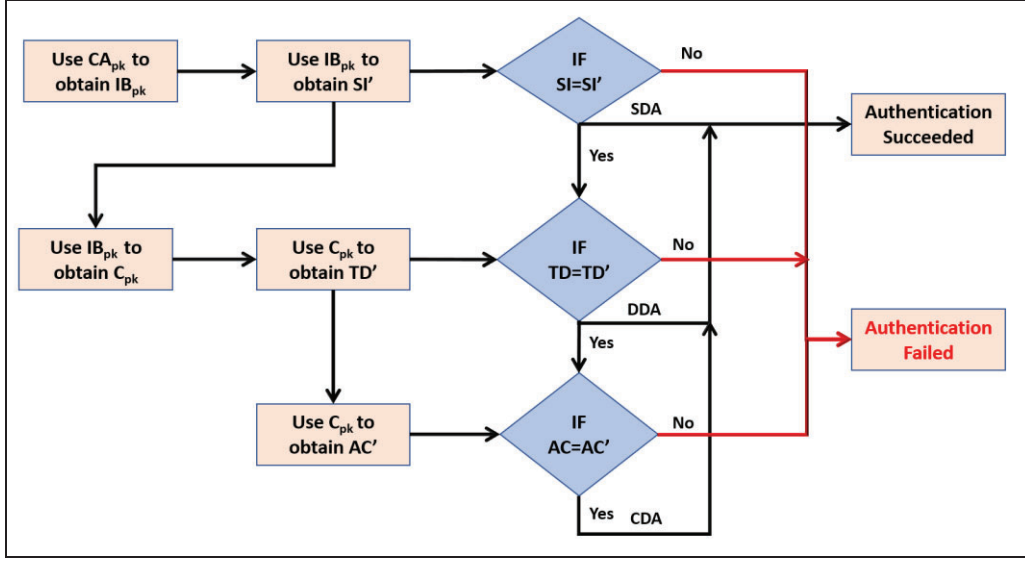 Use CApk to
obtain IBpk
Use IBpk to
obtain SI’
IF
SI=SI’
No
SDA
Yes
Authentication
Succeeded
Use IBpk to
obtain Cpk
Use Cpk to
obtain TD’
IF
TD=TD’
No
DDA
Yes
Authentication
Failed
Use Cpk to
obtain AC’
IF
AC=AC’
No
Yes
CDA